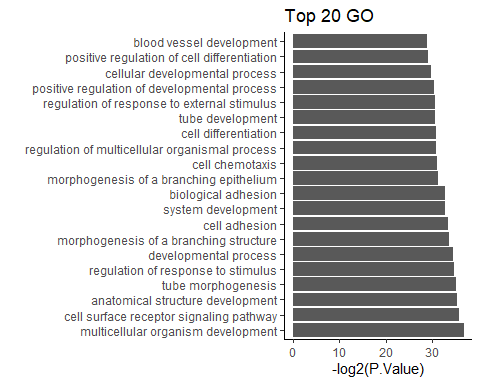 Top 20 GO
blood vessel development
positive regulation of cell differentiation
cellular developmental process
positive regulation of developmental process
regulation of response to external stimulus
tube development
cell differentiation
regulation of multicellular organismal process
cell chemotaxis
morphogenesis of a branching epithelium
biological adhesion
system development
cell adhesion
morphogenesis of a branching structure
developmental process
regulation of response to stimulus
tube morphogenesis
anatomical structure development
cell surface receptor signaling pathway
multicellular organism development
0 10 20 30
-log2(P.Value)